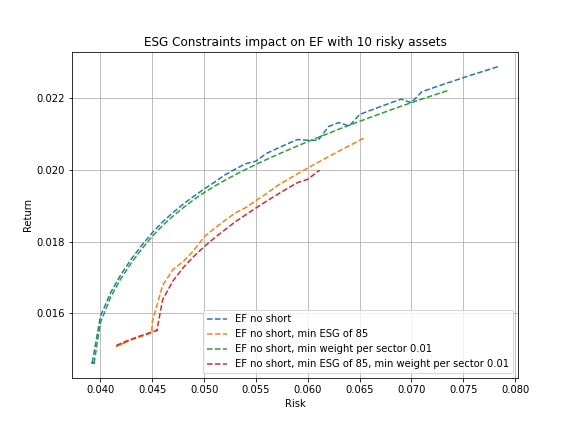 ESG Constraints impact on EF with 10 risky assets
0.022
0.020
0.018
0.016
Return
EF no short
EF no short, min ESG of 85
EF no short, min weight per sector 0.01
EF no short, min ESG of 85, min weight per sector 0.01
0.040 0.045 0.050 0.055 0.060 0.065 0.070 0.075 0.080
Risk